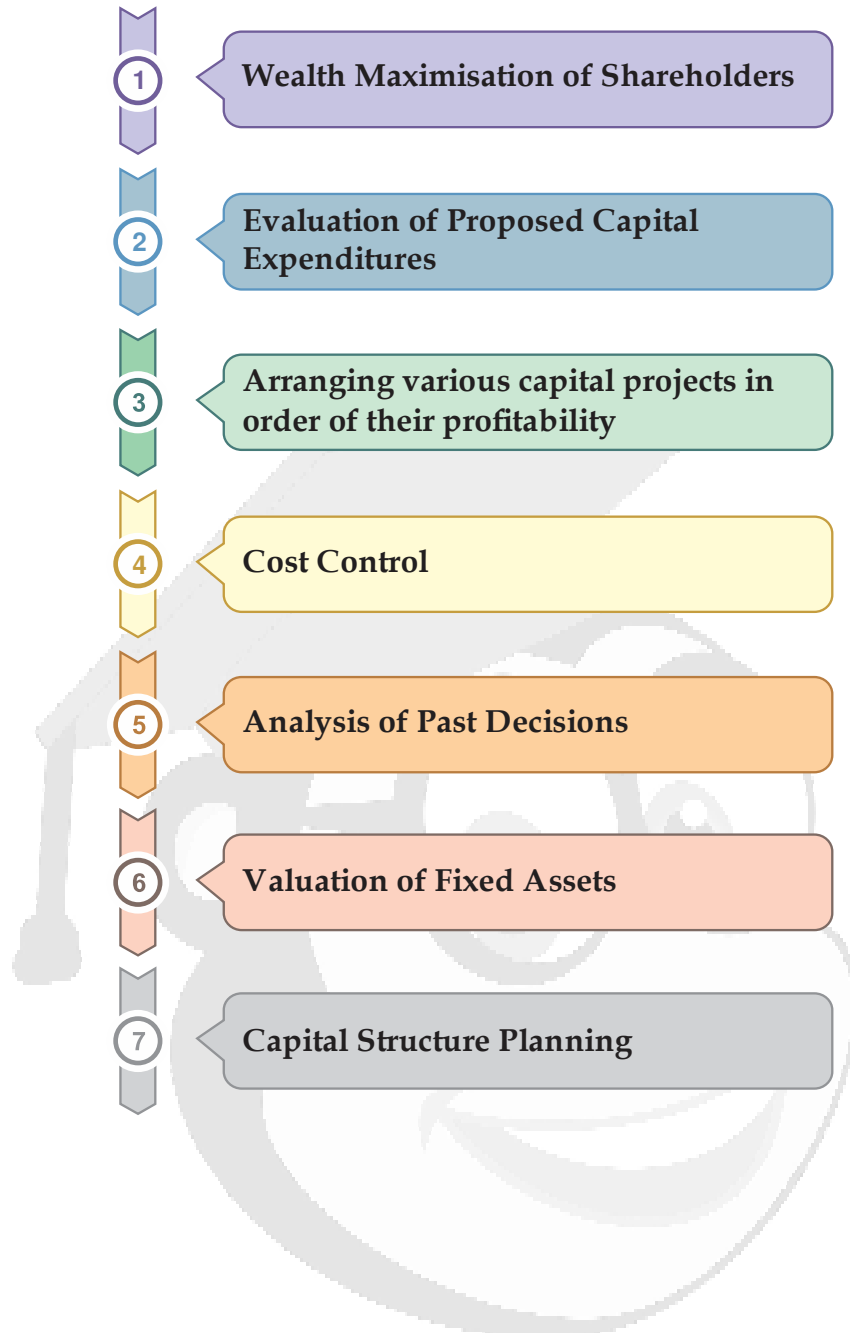 1
Wealth Maximisation of Shareholders
2
Evaluation of Proposed Capital
Expenditures
3
Arranging various capital projects in
order of their profitability
4
Cost Control
5
Analysis of Past Decisions
6
Valuation of Fixed Assets
7
Capital Structure Planning